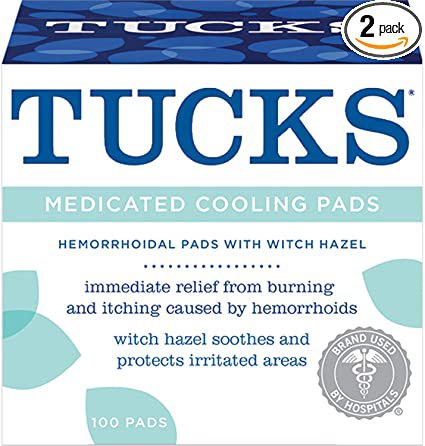 TUCKS
2 pack
TUCKS®
MEDICATED COOLING PADS
HEMORRHOIDAL PADS WITH WITCH HAZEL
immediate relief from burning
and itching caused by hemorrhoids
witch hazel soothes and
protects irritated areas
BRAND USED
BY HOSPITALS
100 PADS